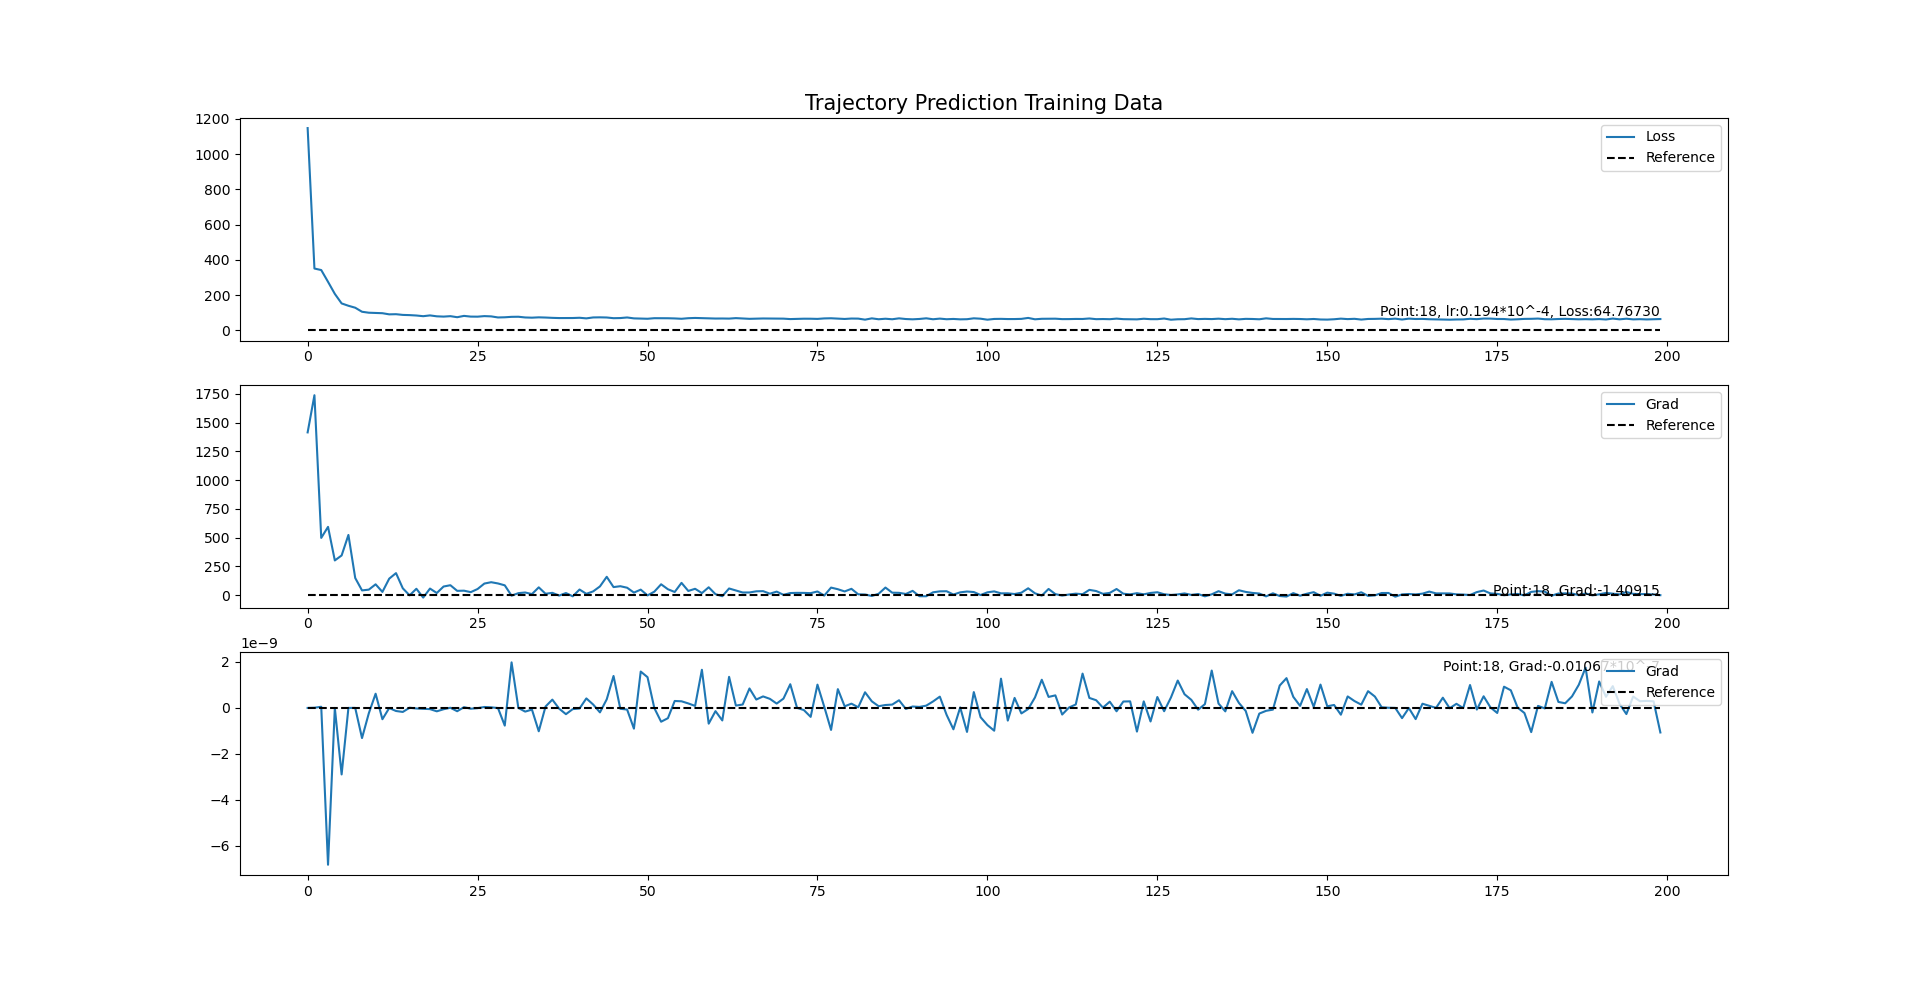 Trajectory Prediction Training Data
1200
1000
800
600
400
200
0
Loss
Reference
Point:18, lr:0.194*10^-4, Loss:64.76730
0 25 50 75 100 125 150 175 200
1750
1500
1250
1000
750
500
250
0
Grad
Reference
Point:18, Grad:-1.40915
0 25 50 75 100 125 150 175 200
1e−9
2
0
−2
−4
−6
Point:18, Grad:-0.01067*10^-7
Grad
Reference
0 25 50 75 100 125 150 175 200